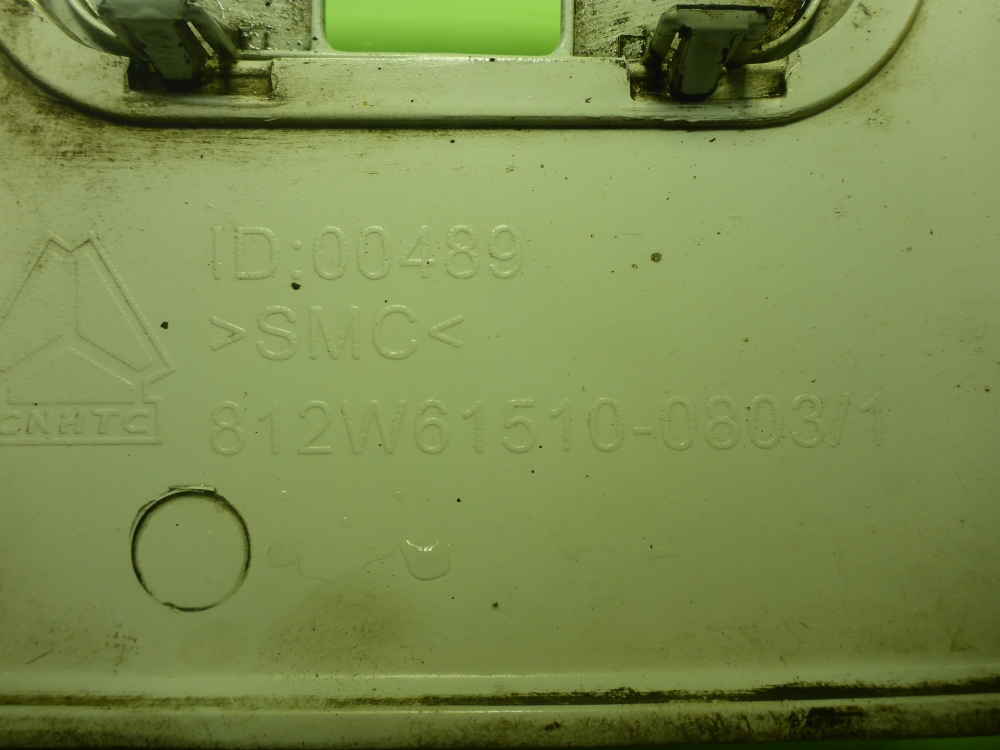 ID:00489
>SMC<
CNHTC
812W61510-0803/1